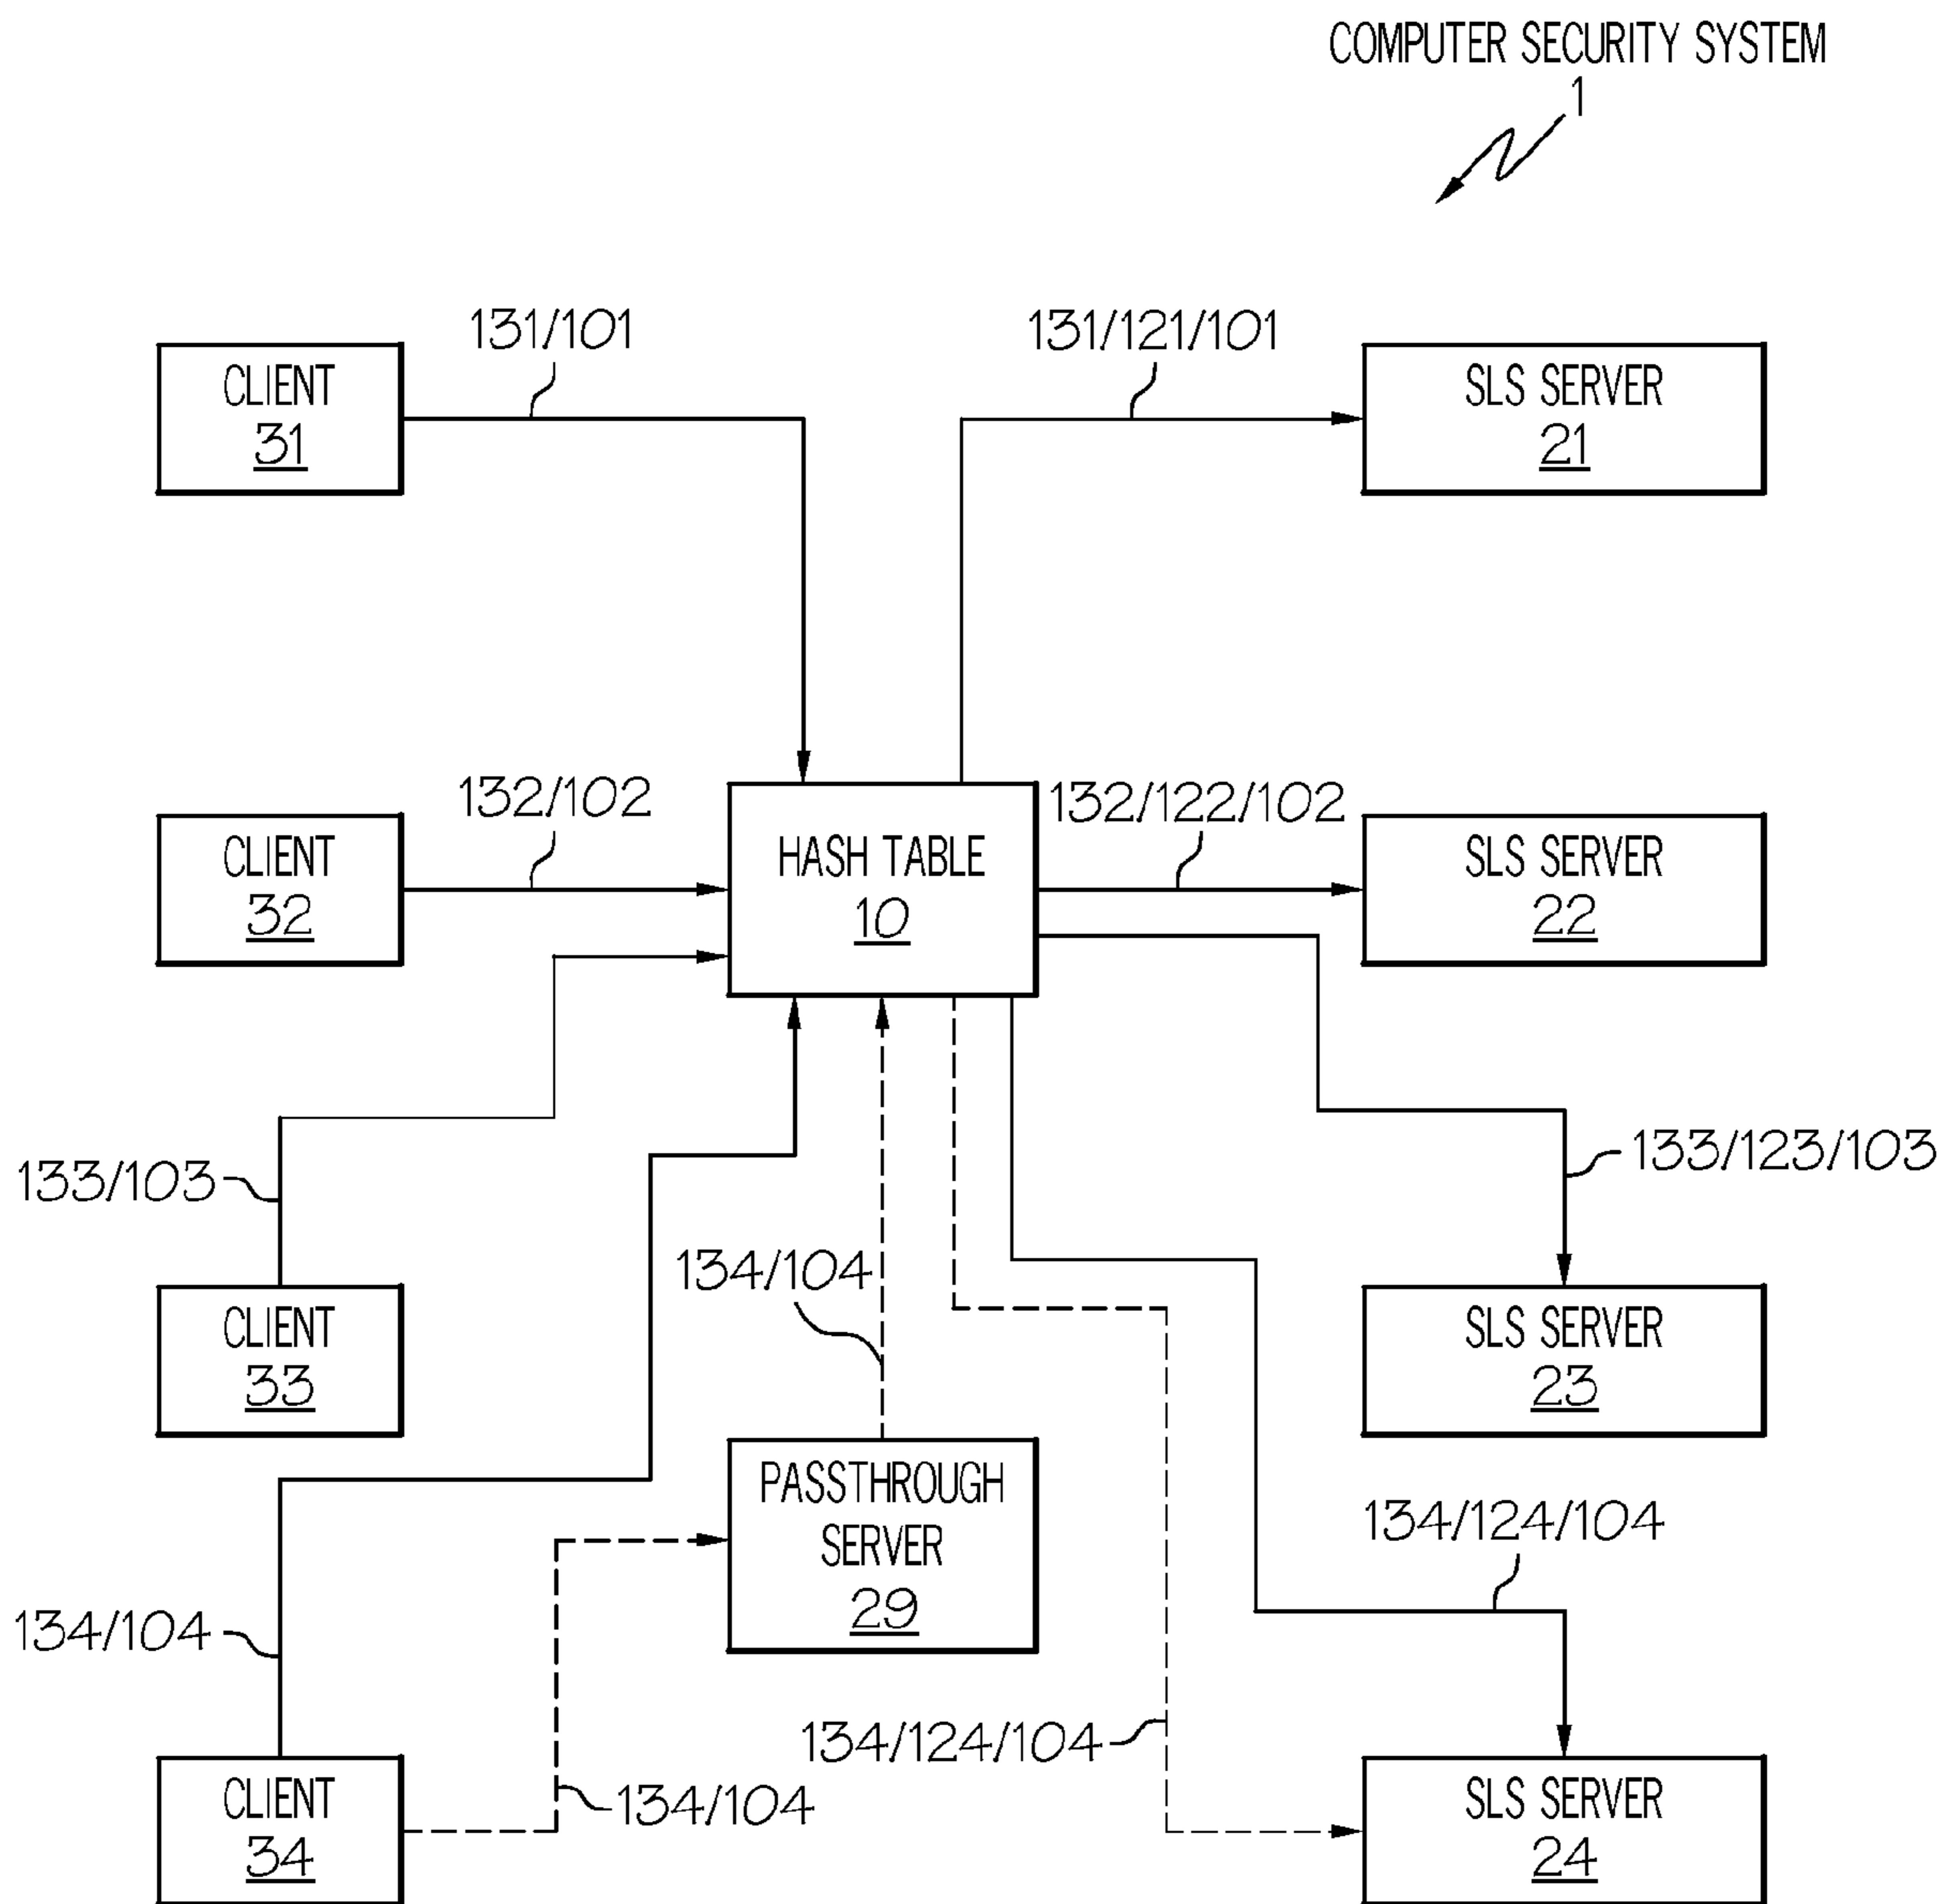 COMPUTER SECURITY SYSTEM
1
131/101
131/121/101
CLIENT
31
SLS SERVER
21
132/102
132/122/102
CLIENT
32
HASH TABLE
10
SLS SERVER
22
133/103
133/123/103
134/104
CLIENT
33
SLS SERVER
23
PASSTHROUGH
SERVER
29
134/124/104
134/104
134/124/104
134/104
CLIENT
34
SLS SERVER
24